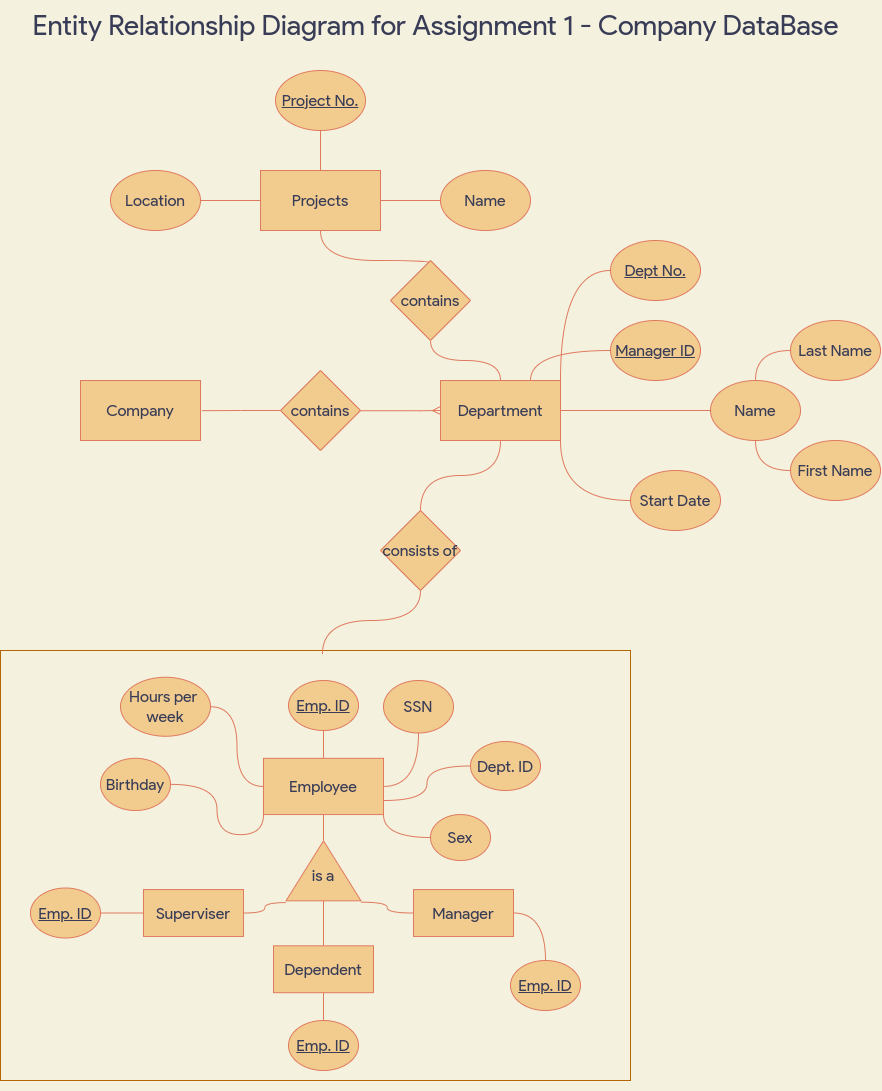 Entity Relationship Diagram for Assignment 1 - Company DataBase
Project No.
Location
Projects
Name
contains
Dept No.
Manager ID
Last Name
Company
contains
Department
Name
First Name
Start Date
consists of
Hours per
week
Emp. ID
SSN
Dept. ID
Birthday
Employee
Sex
is a
Emp. ID
Superviser
Manager
Dependent
Emp. ID
Emp. ID